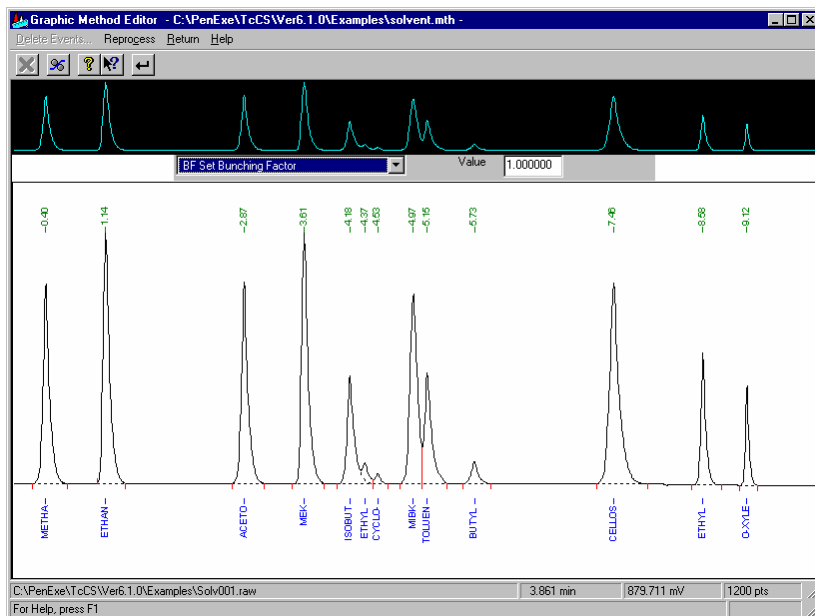 Graphic Method Editor - C:\PenExe\TcCS\Ver6.1.0\Examples\solvent.mth -
Delete Events... Reprocess Return Help
BF Set Bunching Factor Value 1.000000
-0.40 -1.14 -2.87 -3.61 -4.18 -4.37 -4.53 -4.97 -5.15 -5.73 -7.46 -8.58 -9.12
METHA- ETHAN- ACETO- MEK- ISOBUT- ETHYL- CYCLO- MIBK- TOLUEN- BUTYL- CELLOS- ETHYL- O-XYLE-
C:\PenExe\TcCS\Ver6.1.0\Examples\Solv001.raw 3.861 min 879.711 mV 1200 pts
For Help, press F1